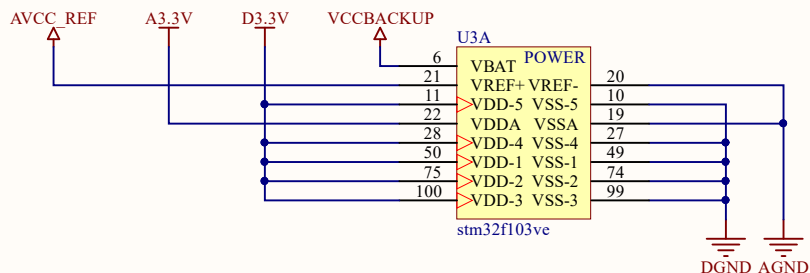 AVCC_REF A3.3V D3.3V VCCBACKUP
U3A
POWER
6 VBAT
21 VREF+ VREF- 20
11 VDD-5 VSS-5 10
22 VDDA VSSA 19
28 VDD-4 VSS-4 27
50 VDD-1 VSS-1 49
75 VDD-2 VSS-2 74
100 VDD-3 VSS-3 99
stm32f103ve
DGND AGND